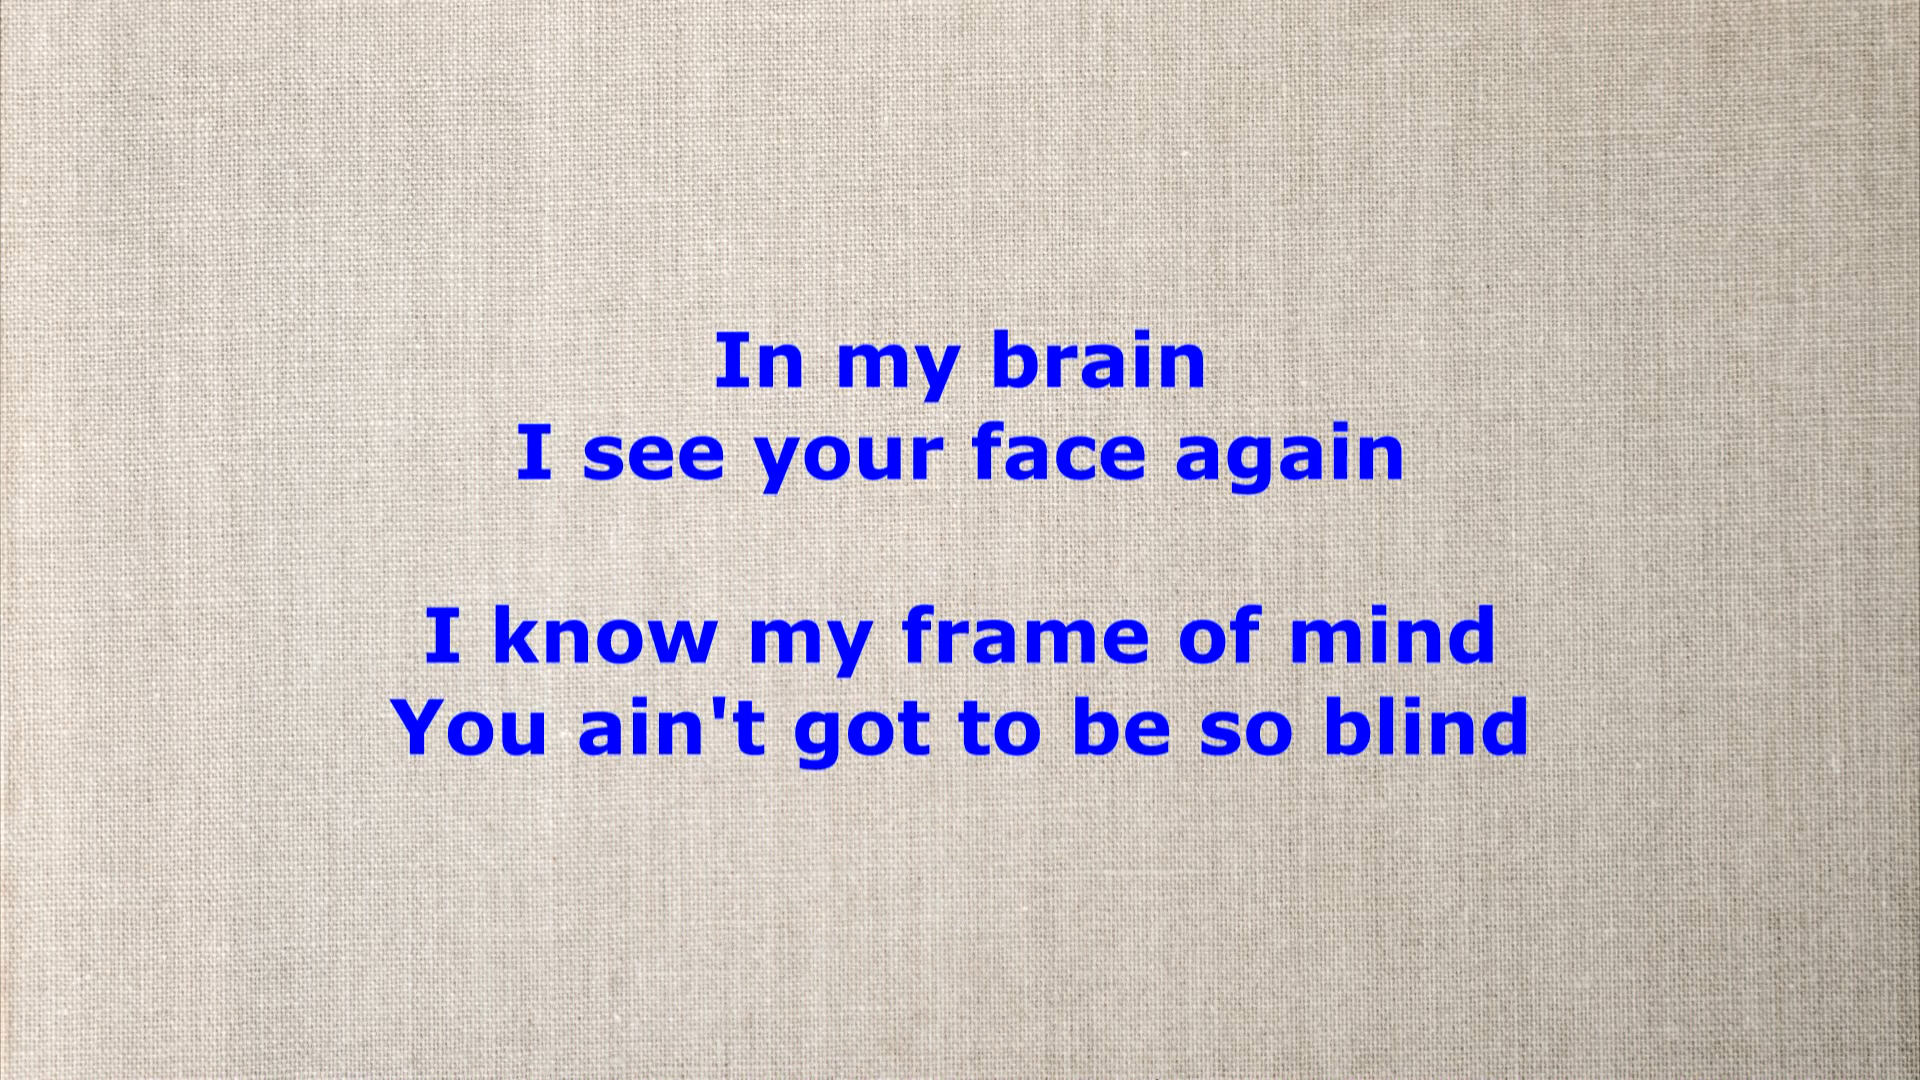 In my brain
I see your face again
I know my frame of mind
You ain't got to be so blind